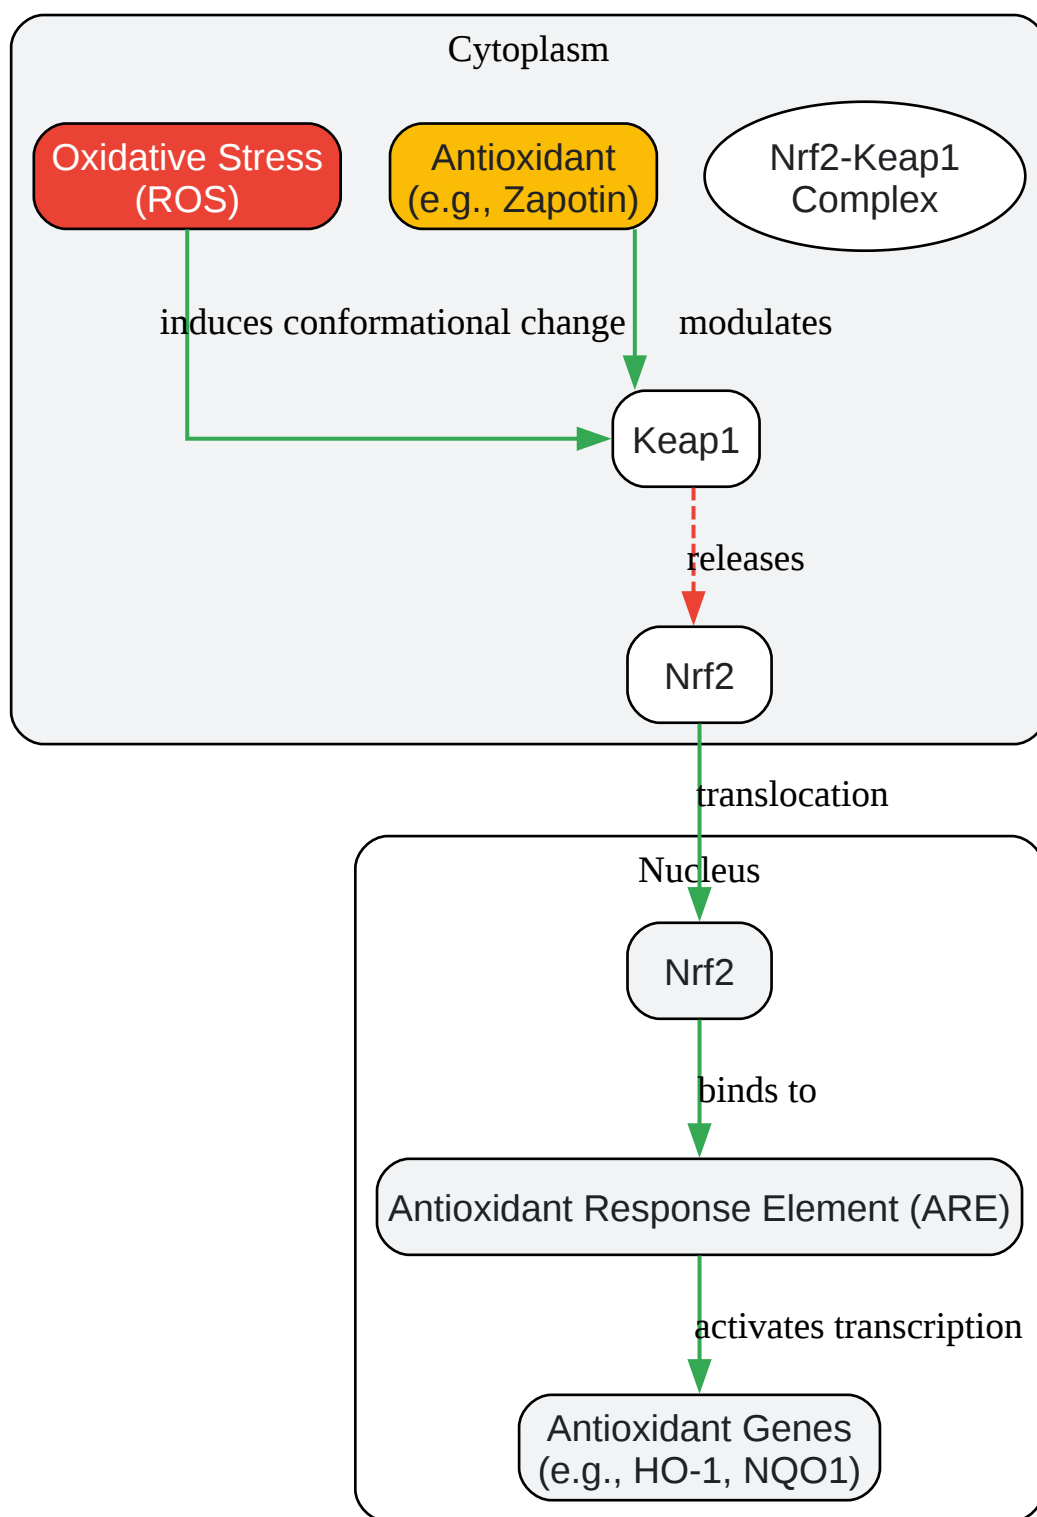 Cytoplasm
Oxidative Stress
(ROS)
Antioxidant
(e.g., Zapotin)
Nrf2-Keap1
Complex
induces conformational change
modulates
Keap1
releases
Nrf2
translocation
Nucleus
Nrf2
binds to
Antioxidant Response Element (ARE)
activates transcription
Antioxidant Genes
(e.g., HO-1, NQO1)